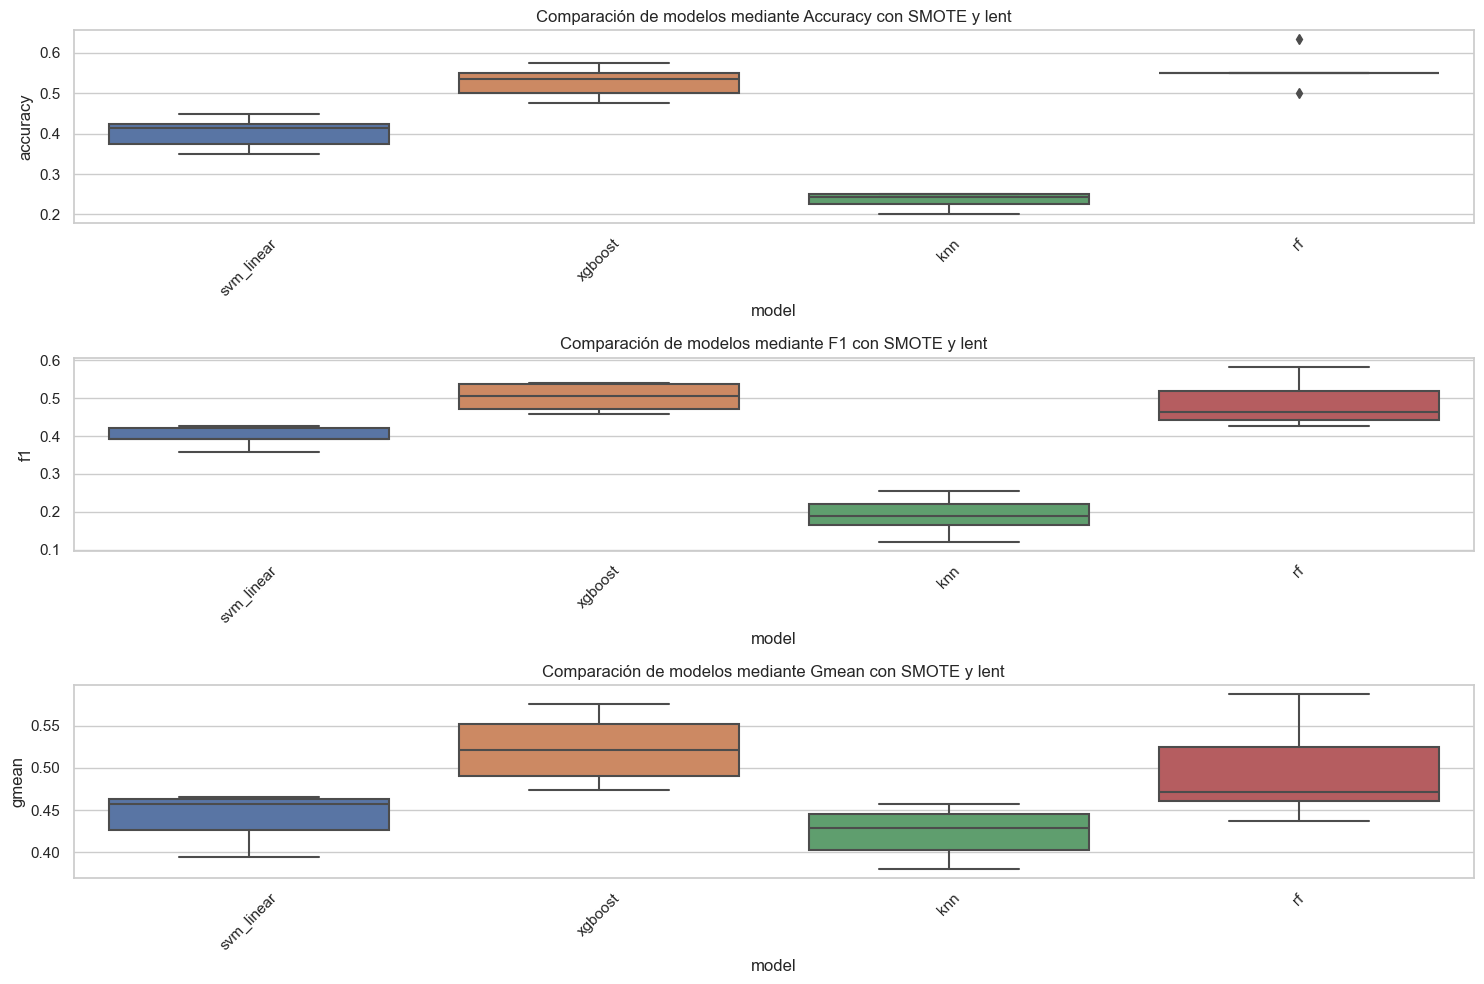 Comparación de modelos mediante Accuracy con SMOTE y lent
0.6
0.5
0.4
0.3
0.2
accuracy
svm_linear
xgboost
knn
rf
model
Comparación de modelos mediante F1 con SMOTE y lent
0.6
0.5
0.4
0.3
0.2
0.1
f1
svm_linear
xgboost
knn
rf
model
Comparación de modelos mediante Gmean con SMOTE y lent
0.55
0.50
0.45
0.40
gmean
svm_linear
xgboost
knn
rf
model